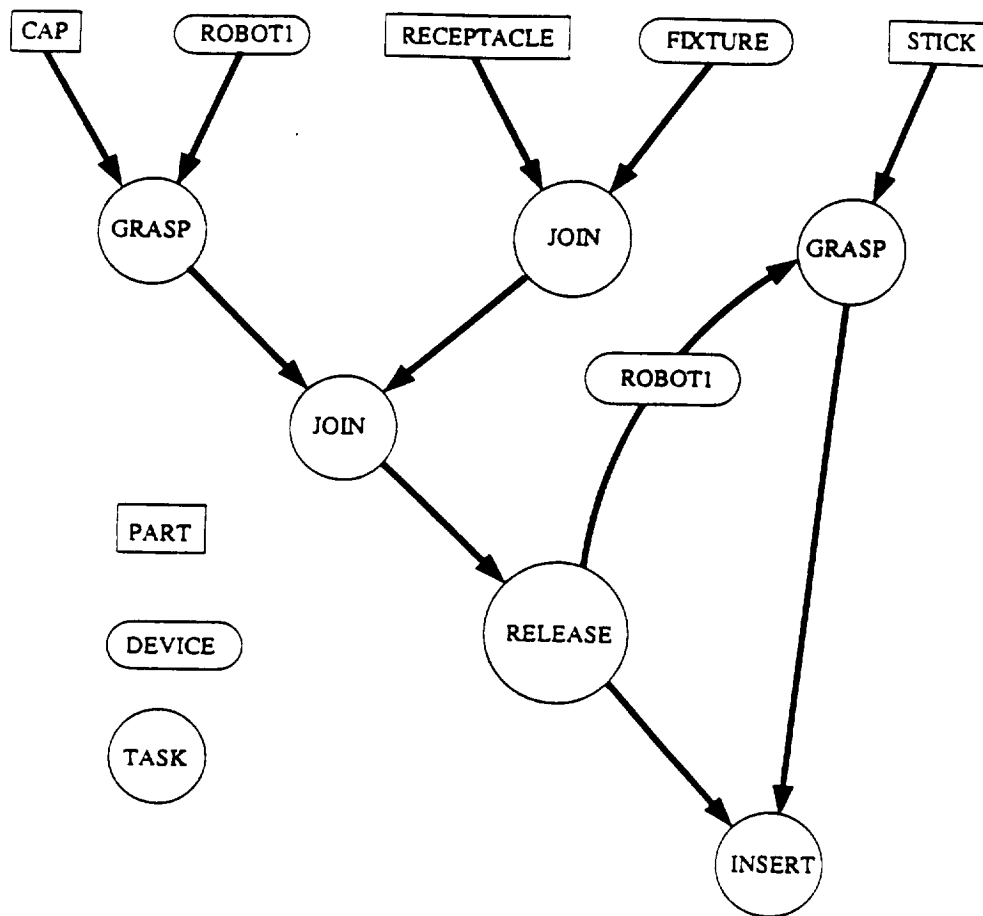 CAP
ROBOT1
RECEPTACLE
FIXTURE
STICK
GRASP
JOIN
GRASP
ROBOT1
JOIN
PART
RELEASE
DEVICE
TASK
INSERT